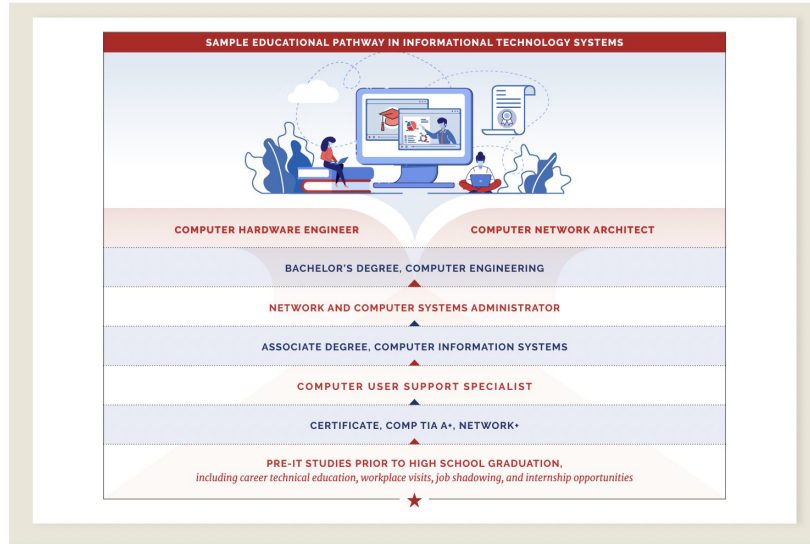 SAMPLE EDUCATIONAL PATHWAY IN INFORMATIONAL TECHNOLOGY SYSTEMS
COMPUTER HARDWARE ENGINEER
COMPUTER NETWORK ARCHITECT
BACHELOR'S DEGREE, COMPUTER ENGINEERING
NETWORK AND COMPUTER SYSTEMS ADMINISTRATOR
ASSOCIATE DEGREE, COMPUTER INFORMATION SYSTEMS
COMPUTER USER SUPPORT SPECIALIST
CERTIFICATE, COMP TIA A+, NETWORK+
PRE-IT STUDIES PRIOR TO HIGH SCHOOL GRADUATION,
including career technical education, workplace visits, job shadowing, and internship opportunities